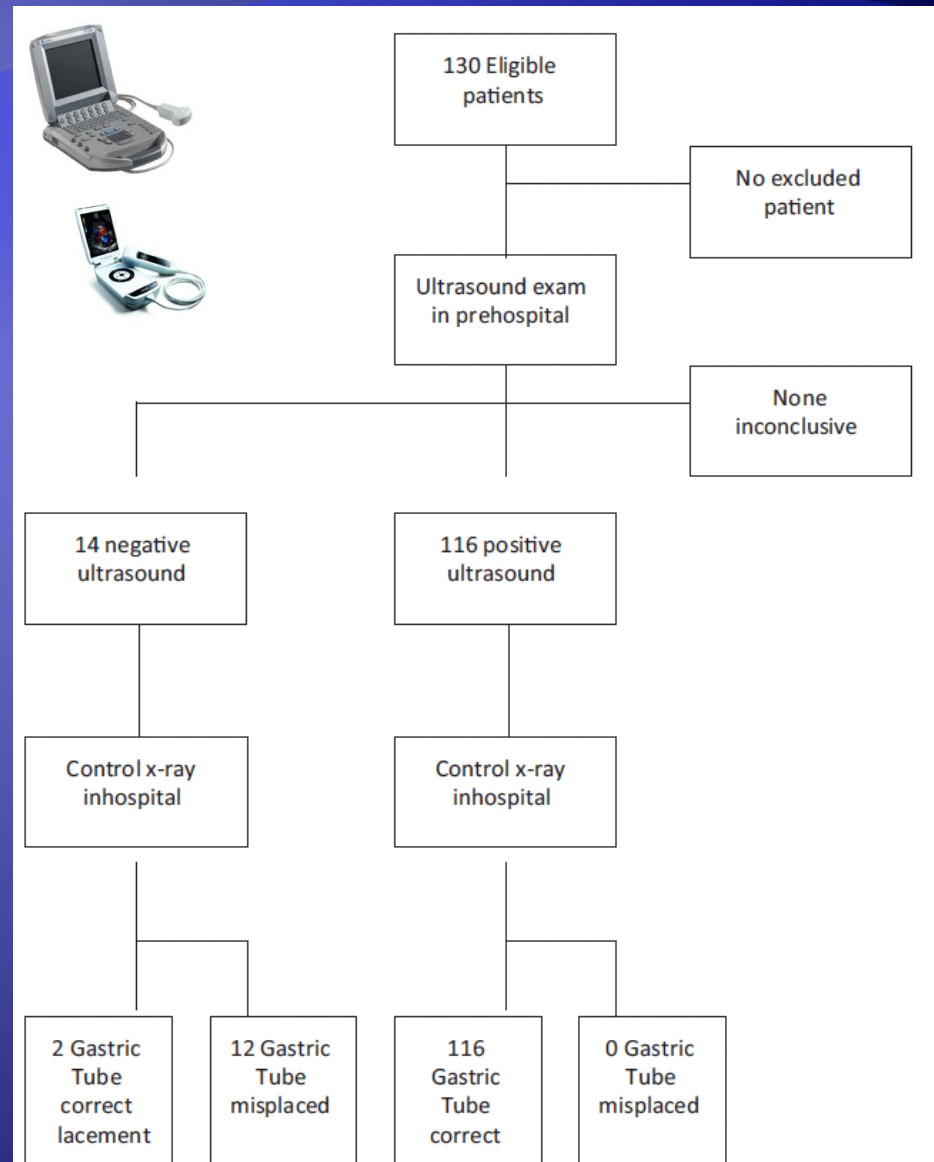 130 Eligible
patients
No excluded
patient
Ultrasound exam
in prehospital
None
inconclusive
14 negative
ultrasound
116 positive
ultrasound
Control x-ray
inhospital
Control x-ray
inhospital
2 Gastric
Tube
correct
lacement
12 Gastric
Tube
misplaced
116
Gastric
Tube
correct
0 Gastric
Tube
misplaced